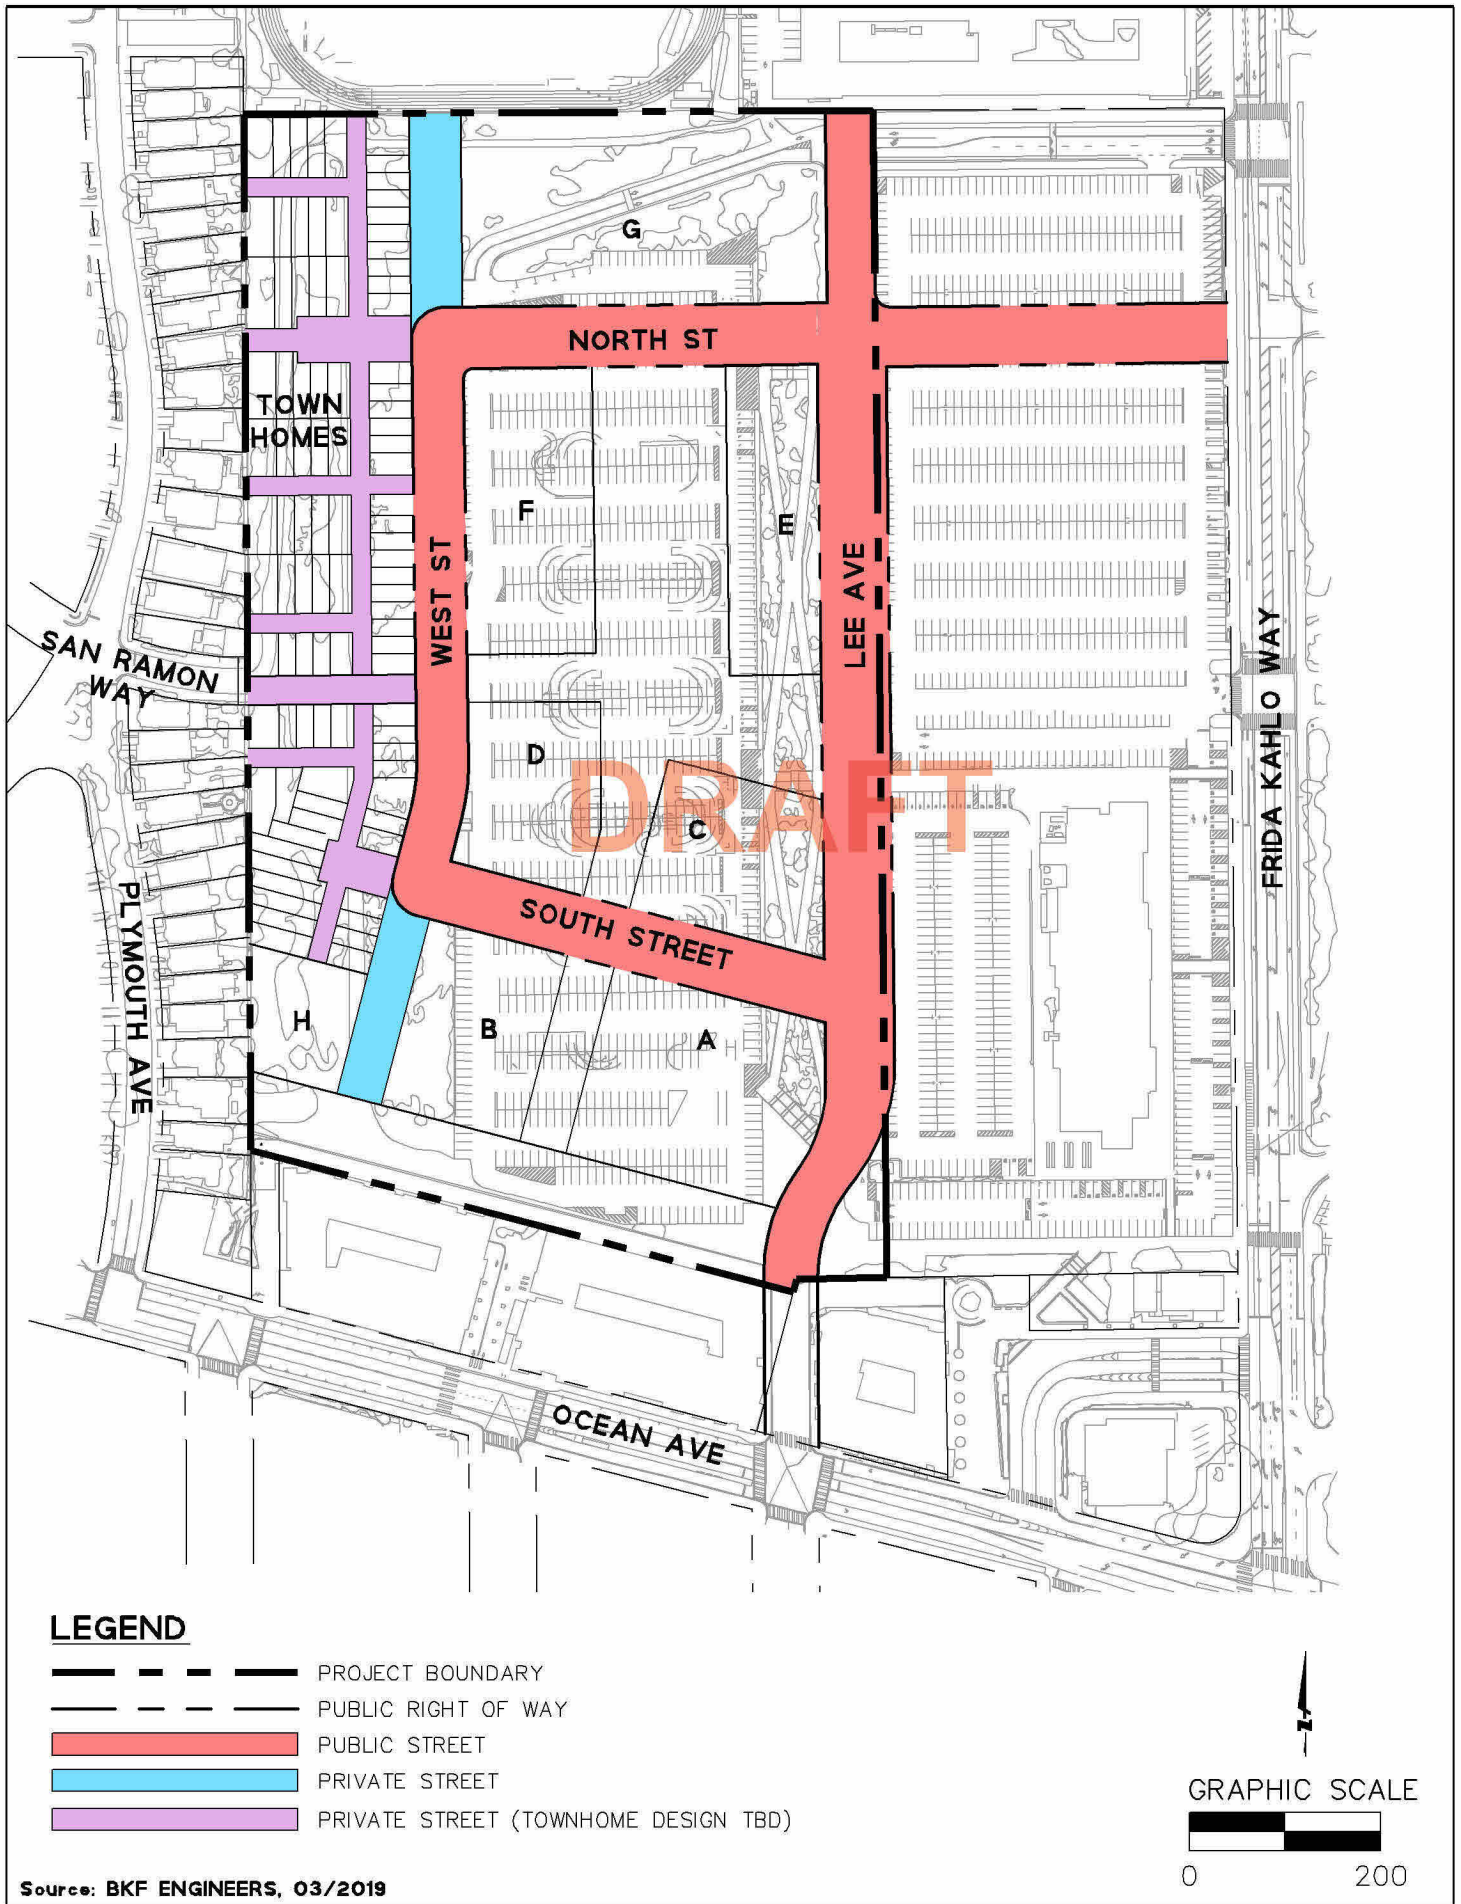 G
NORTH ST
TOWN
HOMES
F
E
WEST ST
LEE AVE
SAN RAMON
WAY
FRIDA KAHLO WAY
D
DRAFT
C
PLYMOUTH AVE
SOUTH STREET
H
B
A
OCEAN AVE
LEGEND
PROJECT BOUNDARY
PUBLIC RIGHT OF WAY
PUBLIC STREET
PRIVATE STREET
PRIVATE STREET (TOWNHOME DESIGN TBD)
N
GRAPHIC SCALE
0 200
Source: BKF ENGINEERS, 03/2019